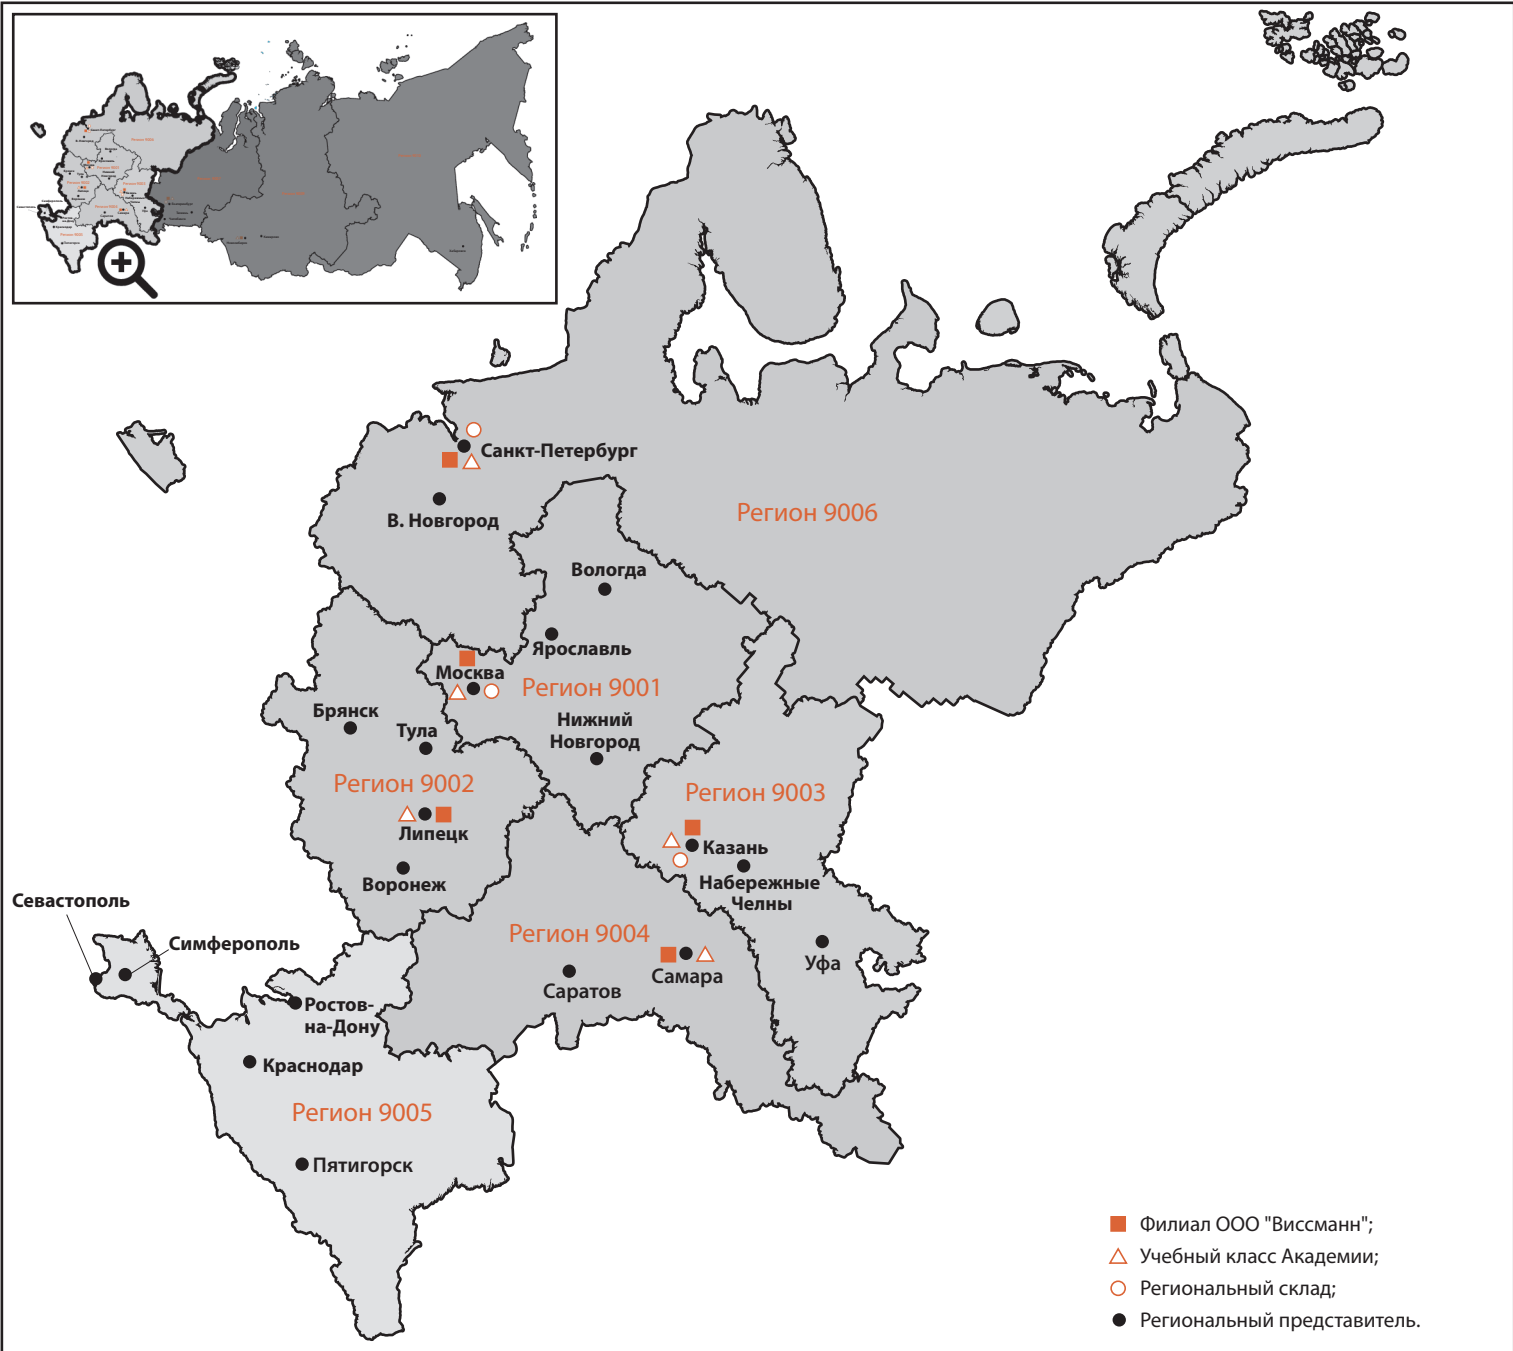 Санкт-Петербург
В. Новгород
Регион 9006
Вологда
Ярославль
Москва
Регион 9001
Брянск
Тула
Нижний
Новгород
Регион 9002
Регион 9003
Липецк
Казань
Воронеж
Набережные
Челны
Севастополь
Симферополь
Регион 9004
Уфа
Самара
Саратов
Ростов-
на-Дону
Краснодар
Регион 9005
Пятигорск
Филиал ООО "Виссманн";
Учебный класс Академии;
Региональный склад;
Региональный представитель.